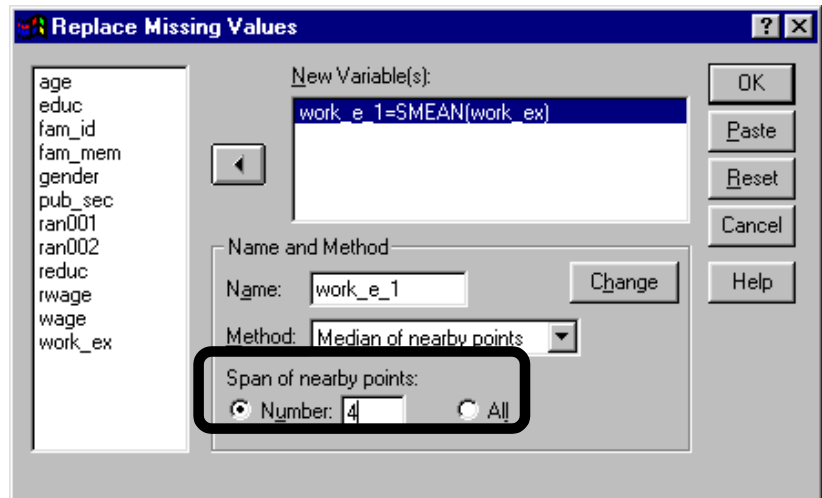 Replace Missing Values
age
educ
fam_id
fam_mem
gender
pub_sec
ran001
ran002
reduc
rwage
wage
work_ex
New Variable(s):
work_e_1=SMEAN(work_ex)
Name and Method
Name: work_e_1
Change
Method: Median of nearby points
Span of nearby points:
Number: 4 All
OK
Paste
Reset
Cancel
Help